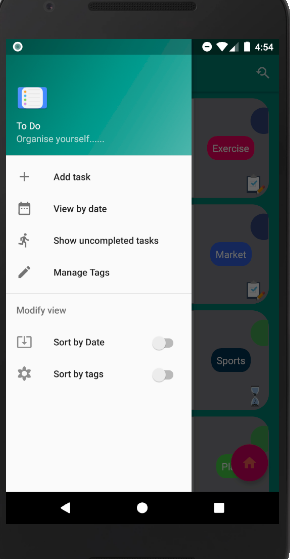 4:54
To Do
Organise yourself......
Exercise
Add task
View by date
Show uncompleted tasks
Market
Manage Tags
Modify view
Sort by Date
Sports
Sort by tags